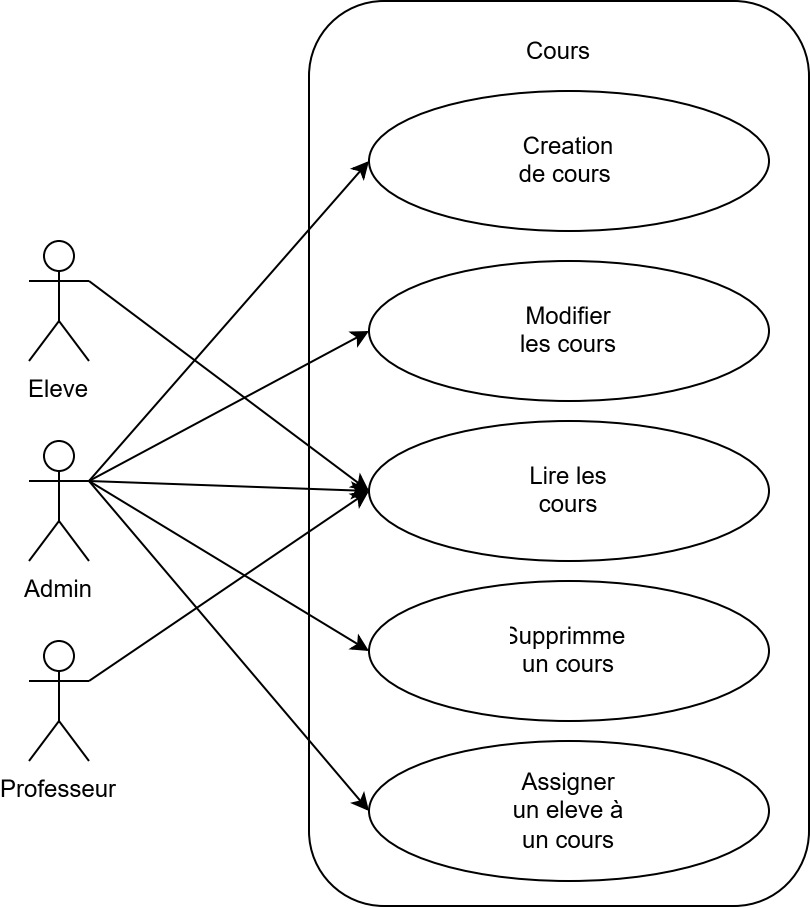 Cours
Creation
de cours
Modifier
les cours
Lire les
cours
Supprimme
un cours
Assigner
un eleve à
un cours
Eleve
Admin
Professeur